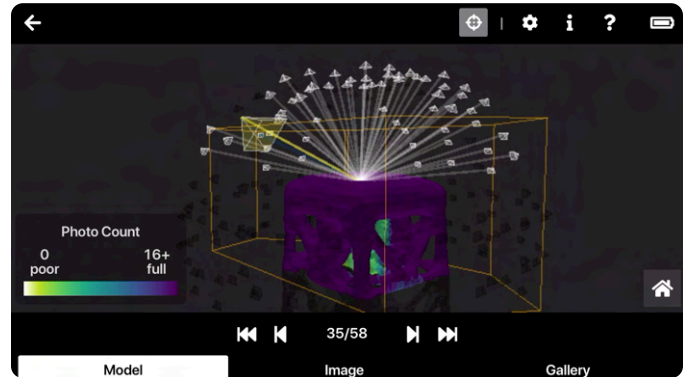 i ?
Photo Count
0 16+
poor full
35/58
Model Image Gallery